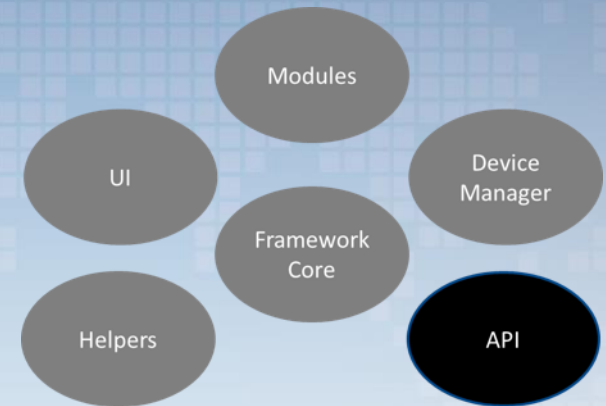 Modules
UI
Device
Manager
Framework
Core
Helpers
API